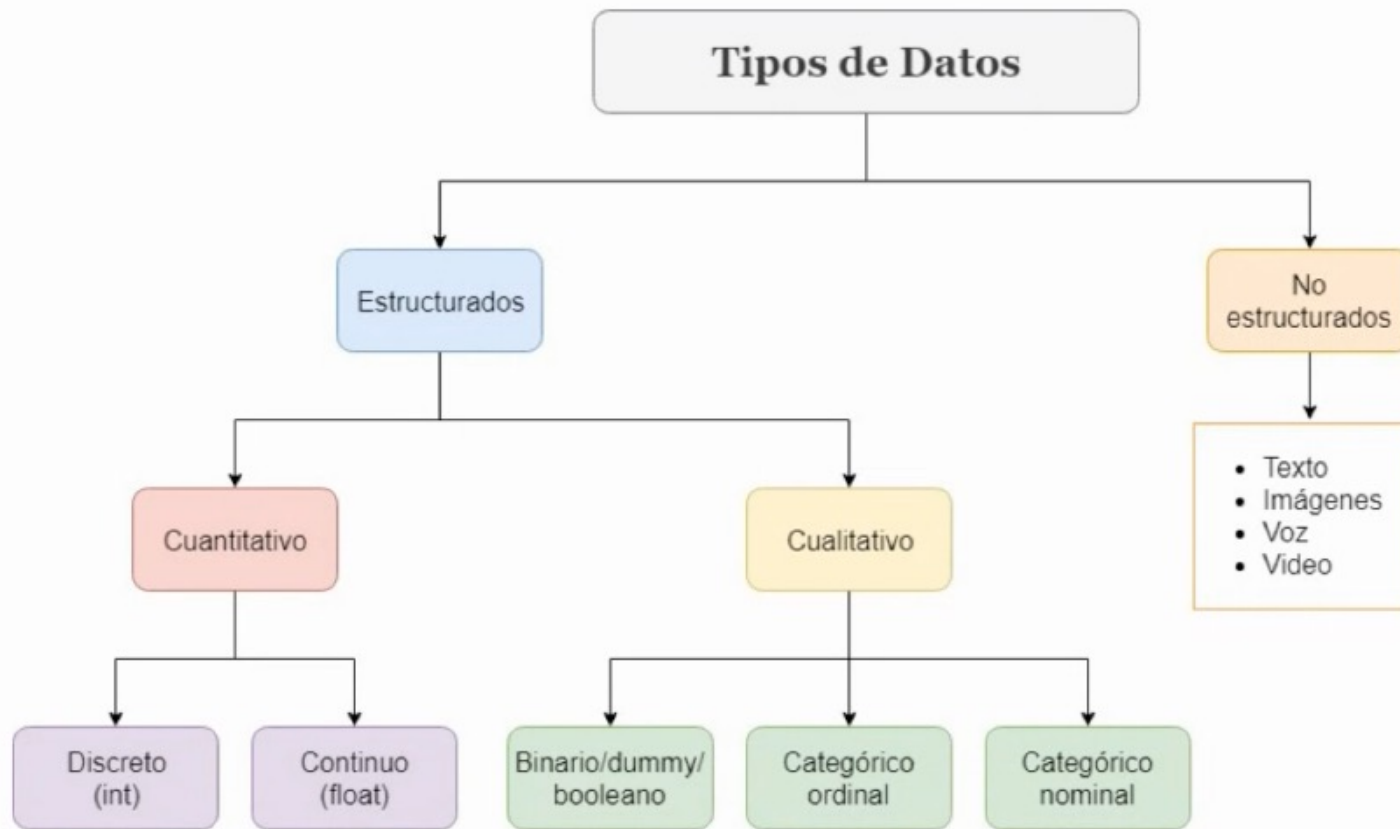 Tipos de Datos
Estructurados
No
estructurados
• Texto
• Imágenes
• Voz
• Video
Cuantitativo
Cualitativo
Discreto
(int)
Continuo
(float)
Binario/dummy/
booleano
Categórico
ordinal
Categórico
nominal